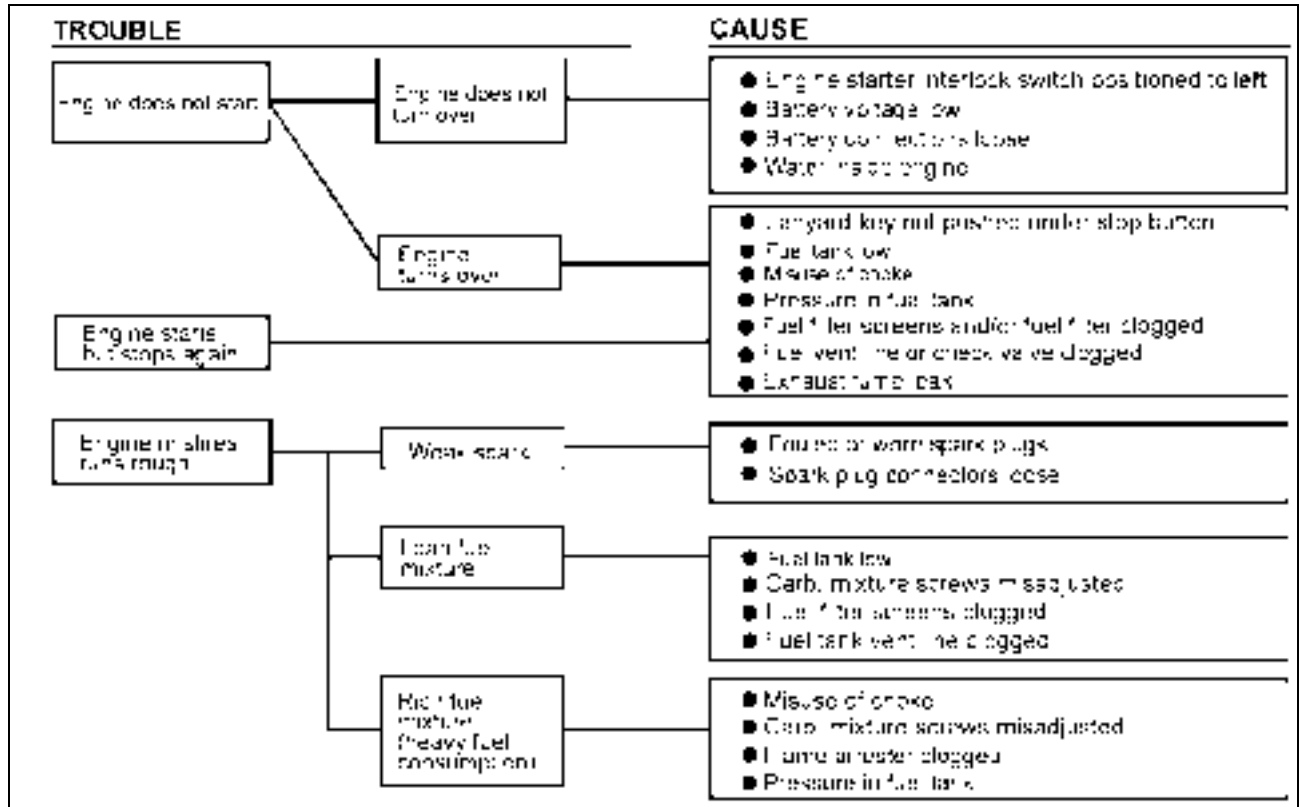 TROUBLE
CAUSE
Engine does not start
Engine does not
turn over
● Engine starter interlock switch positioned to left
● Battery voltage low
● Battery connections loose
● Water inside engine
Engine
turns over
● Lanyard key not pushed under stop button
● Fuel tank low
● Misuse of choke
● Pressure in fuel tank
● Fuel filter screens and/or fuel filter clogged
● Fuel vent line or check valve clogged
● Exhaust fume leak
Engine starts
but stops again
Engine misfires
runs rough
Weak spark
● Fouled or worn spark plugs
● Spark plug connectors loose
Lean fuel
mixture
● Fuel tank low
● Carb. mixture screws misadjusted
● Fuel filter screens plugged
● Fuel tank vent line clogged
Rich fuel
mixture
(heavy fuel
consumption)
● Misuse of choke
● Carb. mixture screws misadjusted
● Flame arrester clogged
● Pressure in fuel tank